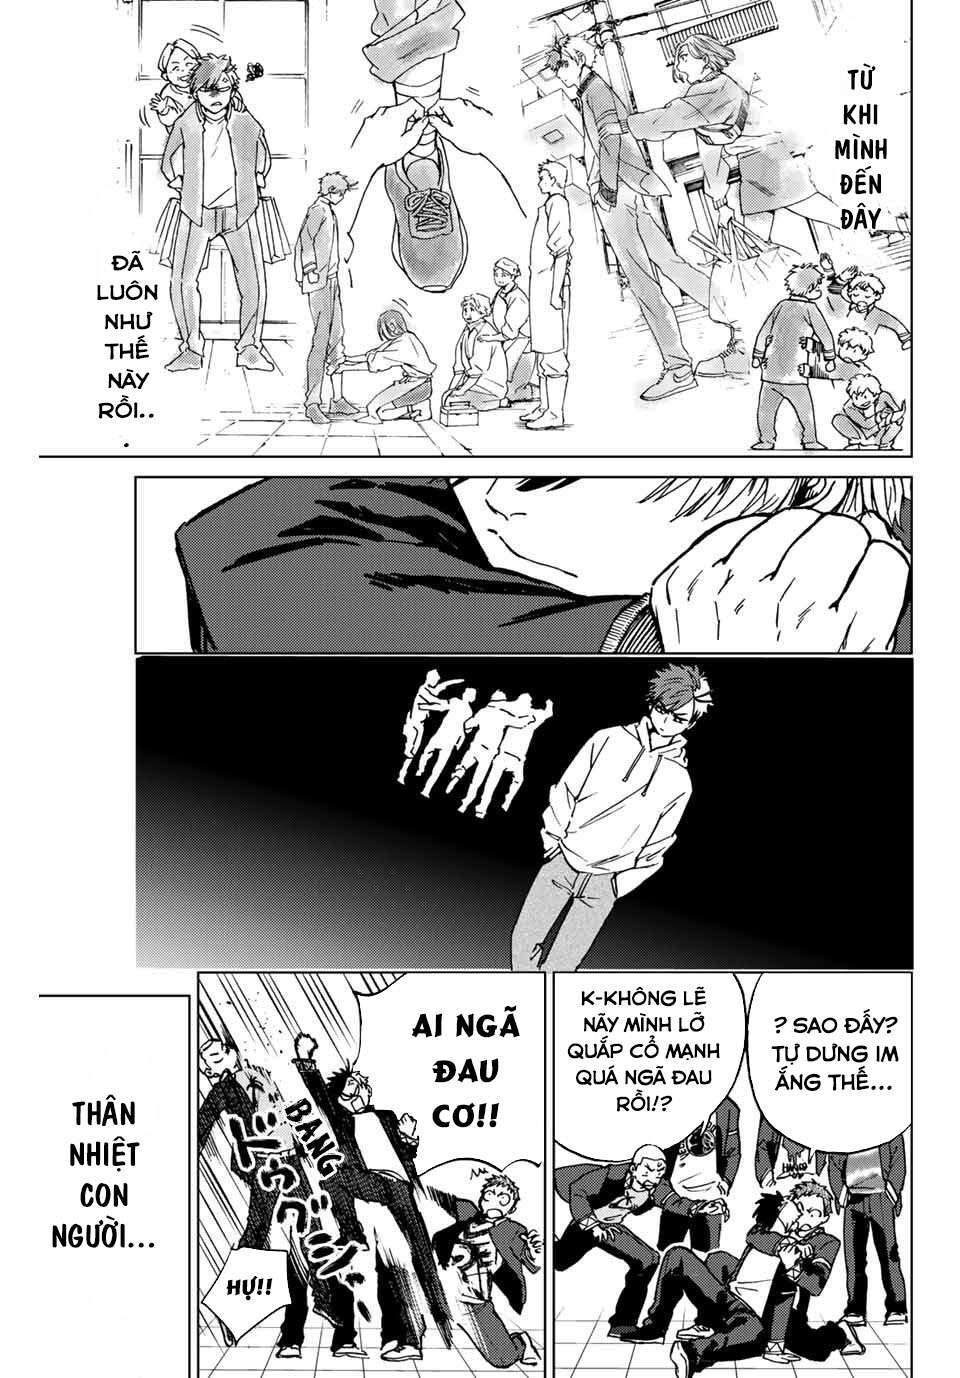 TỪ
KHI
MÌNH
ĐẾN
ĐÂY
ĐÃ
LUÔN
NHƯ
THẾ
NÀY
RỒI..
.
? SAO ĐẤY?
TỰ DƯNG IM
ẮNG THẾ...
K-KHÔNG LẼ
NÃY MÌNH LỠ
QUẮP CỔ MẠNH
QUÁ NGÃ ĐAU
RỒI!?
AI NGÃ
ĐAU
CƠ!!
BANG
HỰ!!
THÂN
NHIỆT
CON
NGƯỜI...